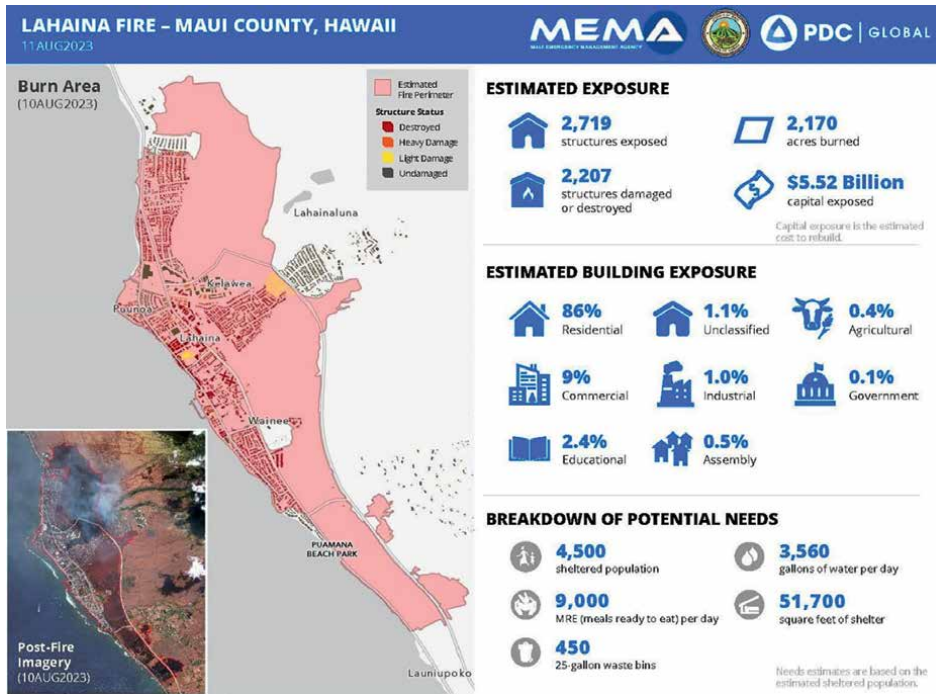 LAHAINA FIRE – MAUI COUNTY, HAWAII
11AUG2023
MEMA
MAUI EMERGENCY MANAGEMENT AGENCY
PDC | GLOBAL
Burn Area
(10AUG2023)
Estimated
Fire Perimeter
Structure Status
Destroyed
Heavy Damage
Light Damage
Undamaged
Lahainaluna
Kelawea
Puunoa
Lahaina
Wainee
PUAMANA
BEACH PARK
Launiupoko
Post-Fire
Imagery
(10AUG2023)
ESTIMATED EXPOSURE
2,719
structures exposed
2,170
acres burned
2,207
structures damaged
or destroyed
$5.52 Billion
capital exposed
Capital exposure is the estimated
cost to rebuild.
ESTIMATED BUILDING EXPOSURE
86%
Residential
1.1%
Unclassified
0.4%
Agricultural
9%
Commercial
1.0%
Industrial
0.1%
Government
2.4%
Educational
0.5%
Assembly
BREAKDOWN OF POTENTIAL NEEDS
4,500
sheltered population
3,560
gallons of water per day
9,000
MRE (meals ready to eat) per day
51,700
square feet of shelter
450
25-gallon waste bins
Needs estimates are based on the
estimated sheltered population.